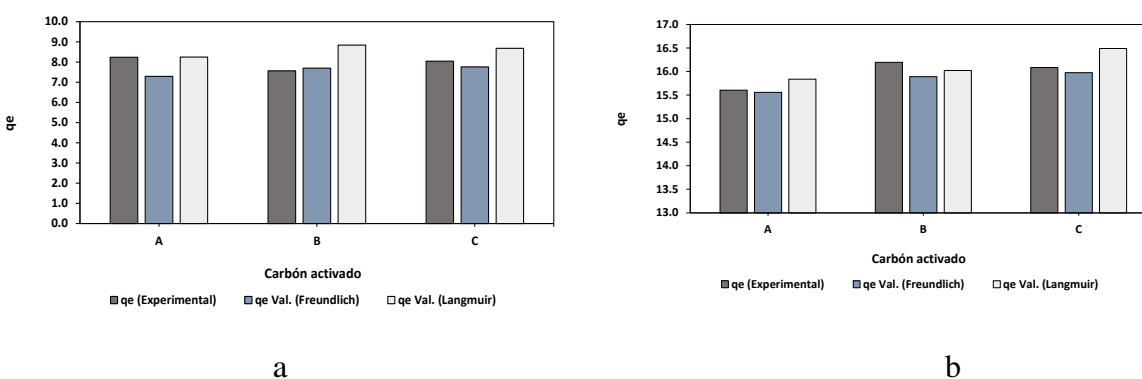 10.0
9.0
8.0
7.0
6.0
5.0
4.0
3.0
2.0
1.0
0.0
qe
A B C
Carbón activado
qe (Experimental) qe Val. (Freundlich) qe Val. (Langmuir)
a
17.0
16.5
16.0
15.5
15.0
14.5
14.0
13.5
13.0
qe
A B C
Carbón activado
qe (Experimental) qe Val. (Freundlich) qe Val. (Langmuir)
b